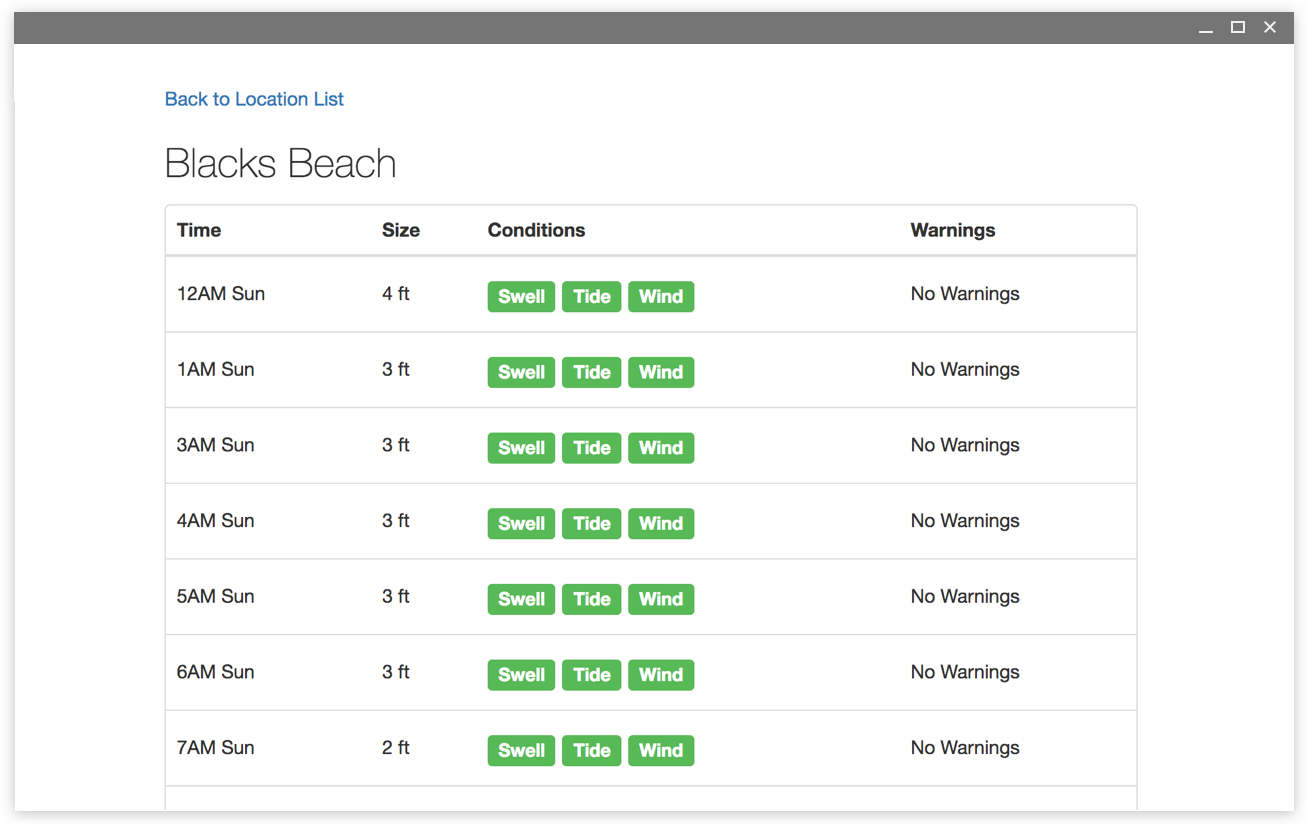 Back to Location List
Blacks Beach
Time Size Conditions Warnings
12AM Sun 4 ft Swell Tide Wind No Warnings
1AM Sun 3 ft Swell Tide Wind No Warnings
3AM Sun 3 ft Swell Tide Wind No Warnings
4AM Sun 3 ft Swell Tide Wind No Warnings
5AM Sun 3 ft Swell Tide Wind No Warnings
6AM Sun 3 ft Swell Tide Wind No Warnings
7AM Sun 2 ft Swell Tide Wind No Warnings